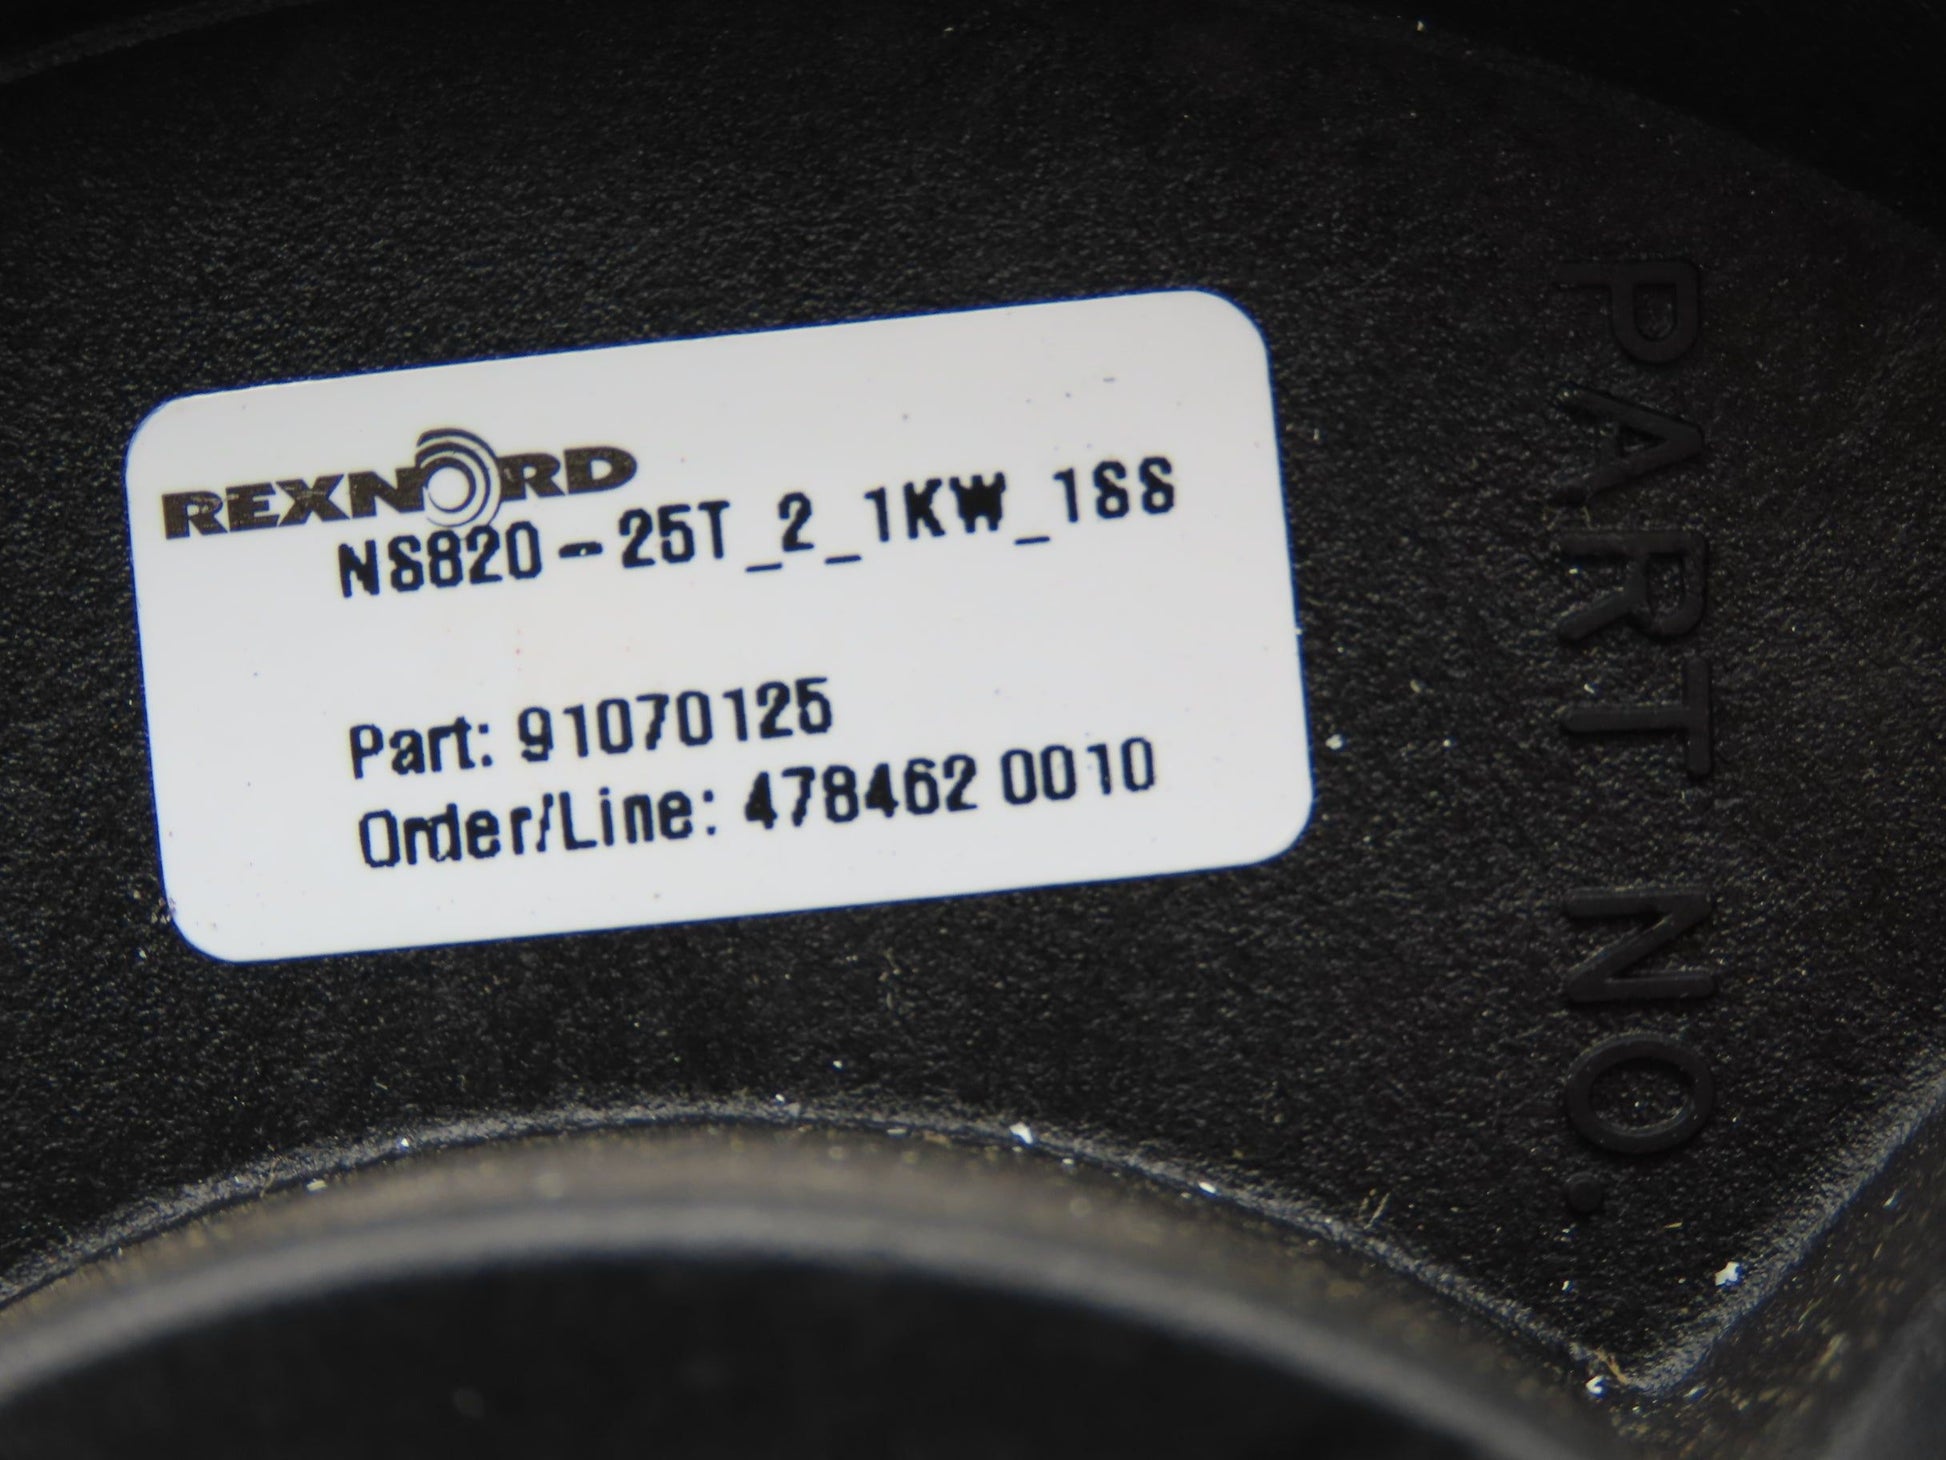 REXNORD
NS820-25T_2_1KW_1SS
Part: 91070125
Order/Line: 478462 0010
PART NO.